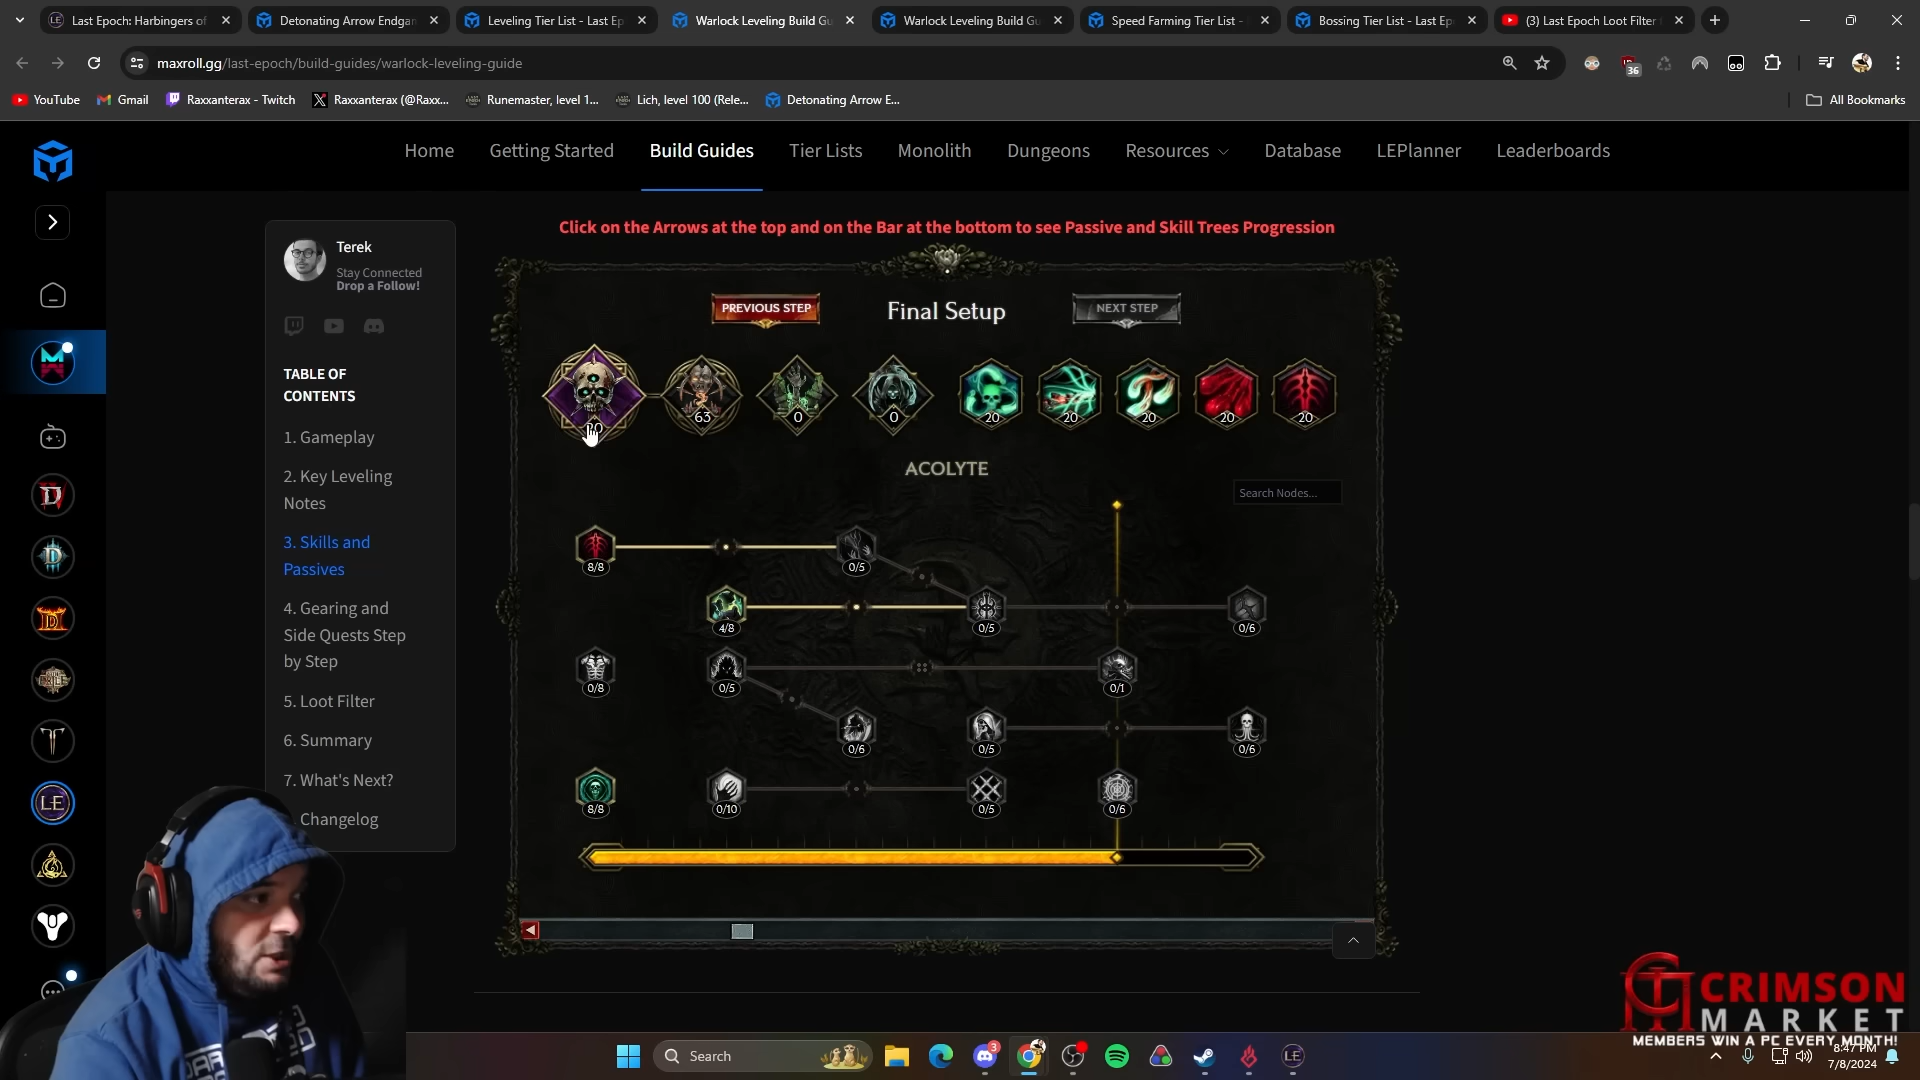 Last Epoch: Harbingers of
Detonating Arrow Endgan
Leveling Tier List - Last Ep
Warlock Leveling Build Gu
Warlock Leveling Build Gu
Speed Farming Tier List -
Bossing Tier List - Last Ep
(3) Last Epoch Loot Filter
maxroll.gg/last-epoch/build-guides/warlock-leveling-guide
36
YouTube
Gmail
Raxxanterax - Twitch
Raxxanterax (@Raxx...
Runemaster, level 1...
Lich, level 100 (Rele...
Detonating Arrow E...
All Bookmarks
Home
Getting Started
Build Guides
Tier Lists
Monolith
Dungeons
Resources
Database
LEPlanner
Leaderboards
Terek
Stay Connected
Drop a Follow!
TABLE OF
CONTENTS
1. Gameplay
2. Key Leveling
Notes
3. Skills and
Passives
4. Gearing and
Side Quests Step
by Step
5. Loot Filter
6. Summary
7. What's Next?
Changelog
Click on the Arrows at the top and on the Bar at the bottom to see Passive and Skill Trees Progression
PREVIOUS STEP
Final Setup
NEXT STEP
63
0
0
20
20
20
20
20
ACOLYTE
Search Nodes...
8/8
0/5
4/8
0/5
0/6
0/8
0/5
0/1
0/6
0/5
0/6
8/8
0/10
0/5
0/6
LE
CRIMSON
MARKET
MEMBERS WIN A PC EVERY MONTH!
Search
3
LE
8:47 PM
7/8/2024